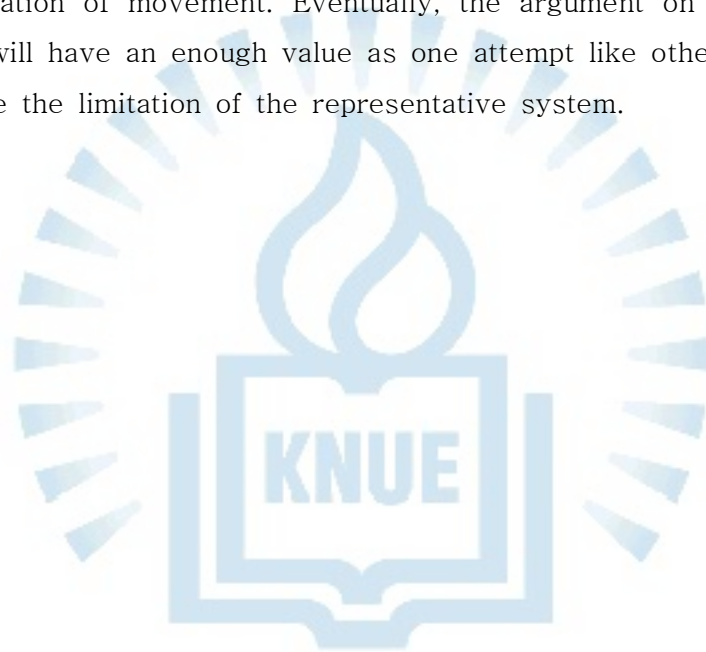 ation of movement. Eventually, the argument on
will have an enough value as one attempt like othe
e the limitation of the representative system.
KNUE